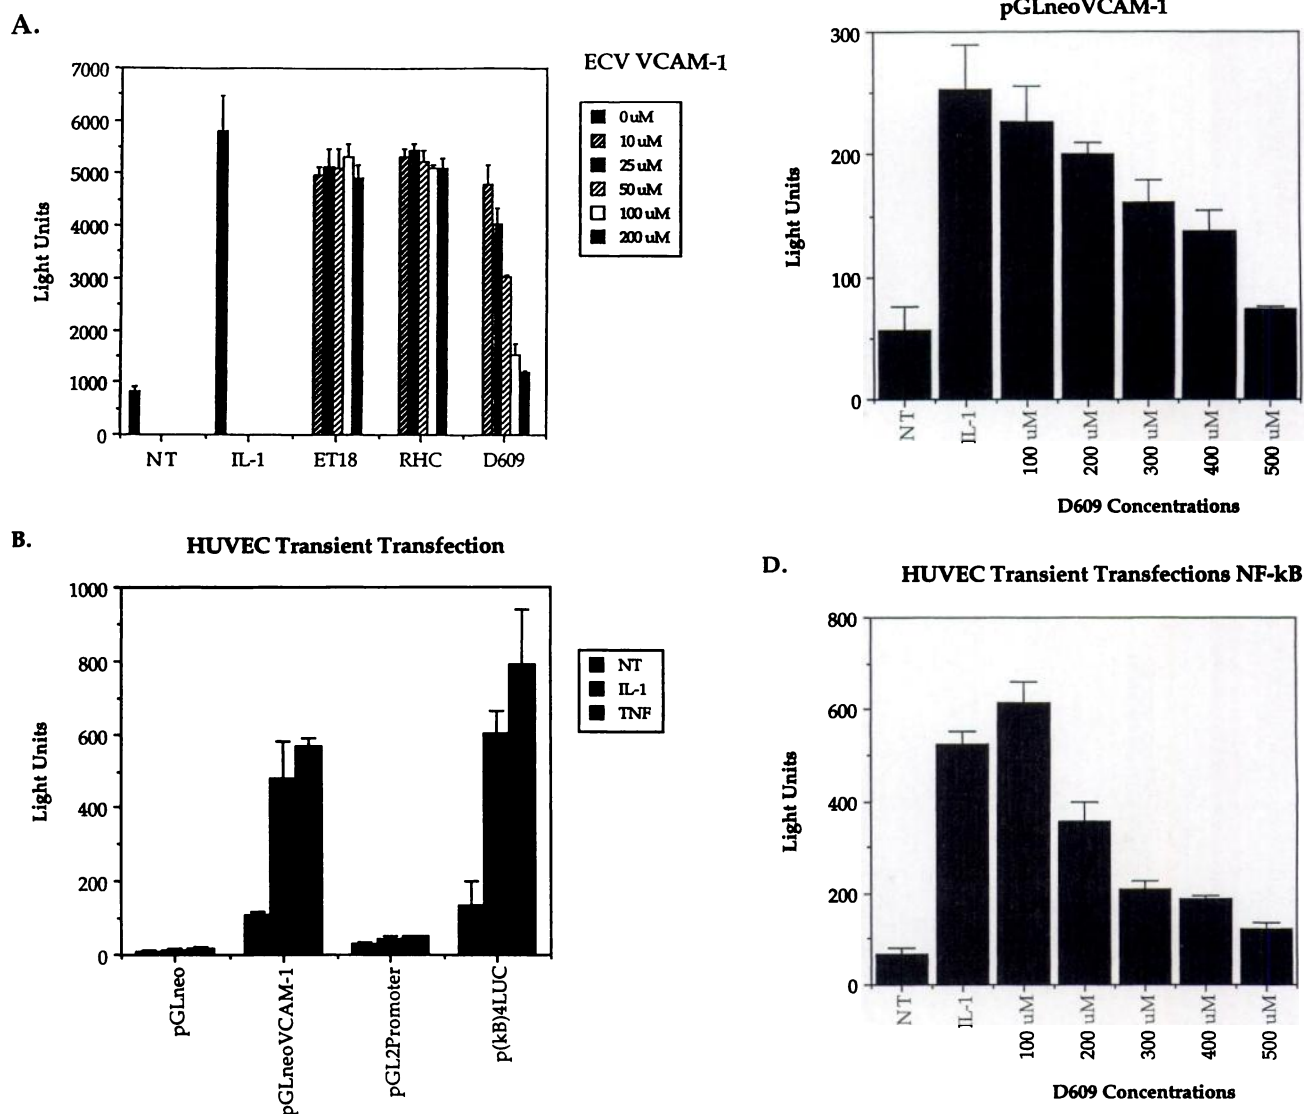 A.
ECV VCAM-1
7000
6000
5000
4000
3000
2000
1000
0
Light Units
NT IL-1 ET18 RHC D609
0 uM
10 uM
25 uM
50 uM
100 uM
200 uM
pGLneoVCAM-1
300
200
100
0
Light Units
NT IL-1 100 uM 200 uM 300 uM 400 uM 500 uM
D609 Concentrations
B.
HUVEC Transient Transfection
1000
800
600
400
200
0
Light Units
pGLneo pGLneoVCAM-1 pGL2Promoter p(kB)4LUC
NT
IL-1
TNF
D.
HUVEC Transient Transfections NF-kB
800
600
400
200
0
Light Units
NT IL-1 100 uM 200 uM 300 uM 400 uM 500 uM
D609 Concentrations